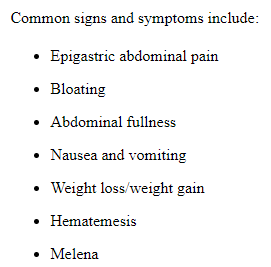 Common signs and symptoms include:
• Epigastric abdominal pain
• Bloating
• Abdominal fullness
• Nausea and vomiting
• Weight loss/weight gain
• Hematemesis
• Melena